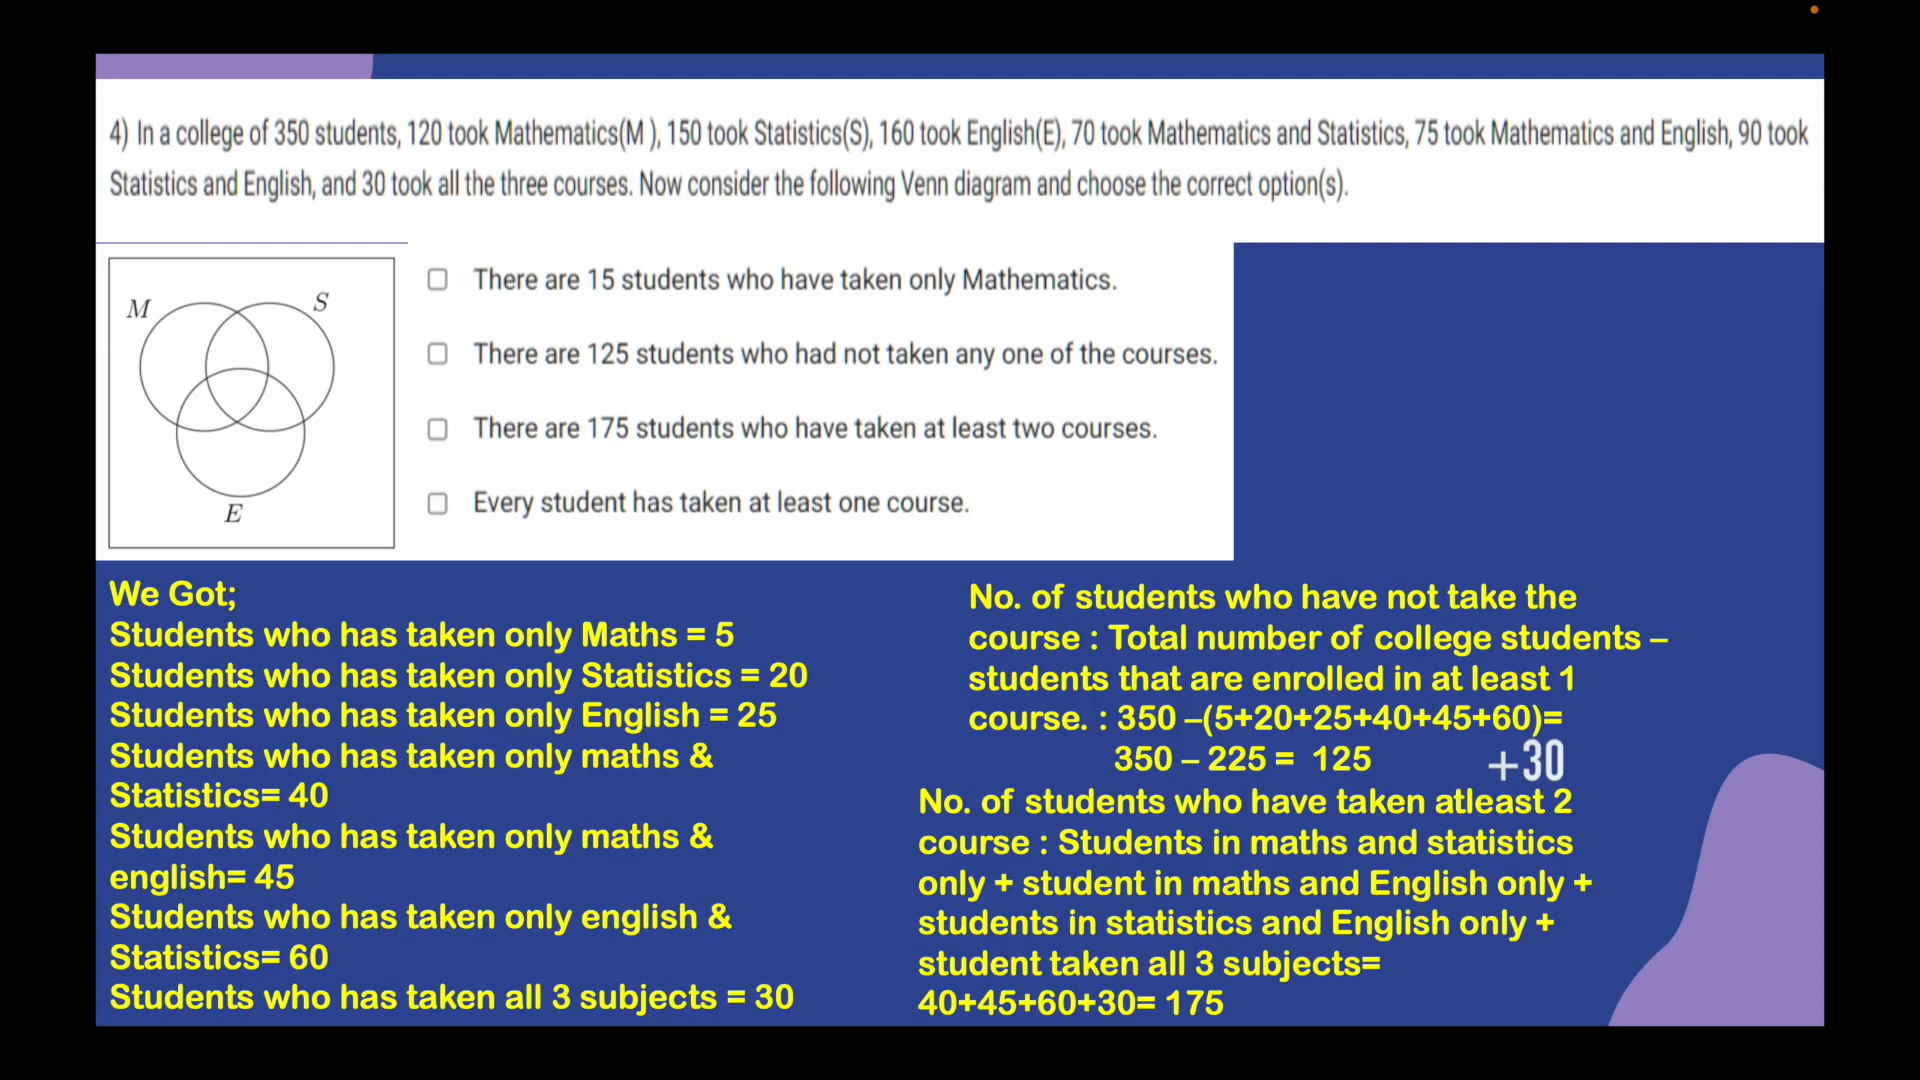 4) In a college of 350 students, 120 took Mathematics(M ), 150 took Statistics(S), 160 took English(E), 70 took Mathematics and Statistics, 75 took Mathematics and English, 90 took
Statistics and English, and 30 took all the three courses. Now consider the following Venn diagram and choose the correct option(s).
M
S
E
There are 15 students who have taken only Mathematics.
There are 125 students who had not taken any one of the courses.
There are 175 students who have taken at least two courses.
Every student has taken at least one course.
We Got;
Students who has taken only Maths = 5
Students who has taken only Statistics = 20
Students who has taken only English = 25
Students who has taken only maths &
Statistics= 40
Students who has taken only maths &
english= 45
Students who has taken only english &
Statistics= 60
Students who has taken all 3 subjects = 30
No. of students who have not take the
course : Total number of college students –
students that are enrolled in at least 1
course. : 350 –(5+20+25+40+45+60)=
350 – 225 = 125
+30
No. of students who have taken atleast 2
course : Students in maths and statistics
only + student in maths and English only +
students in statistics and English only +
student taken all 3 subjects=
40+45+60+30= 175